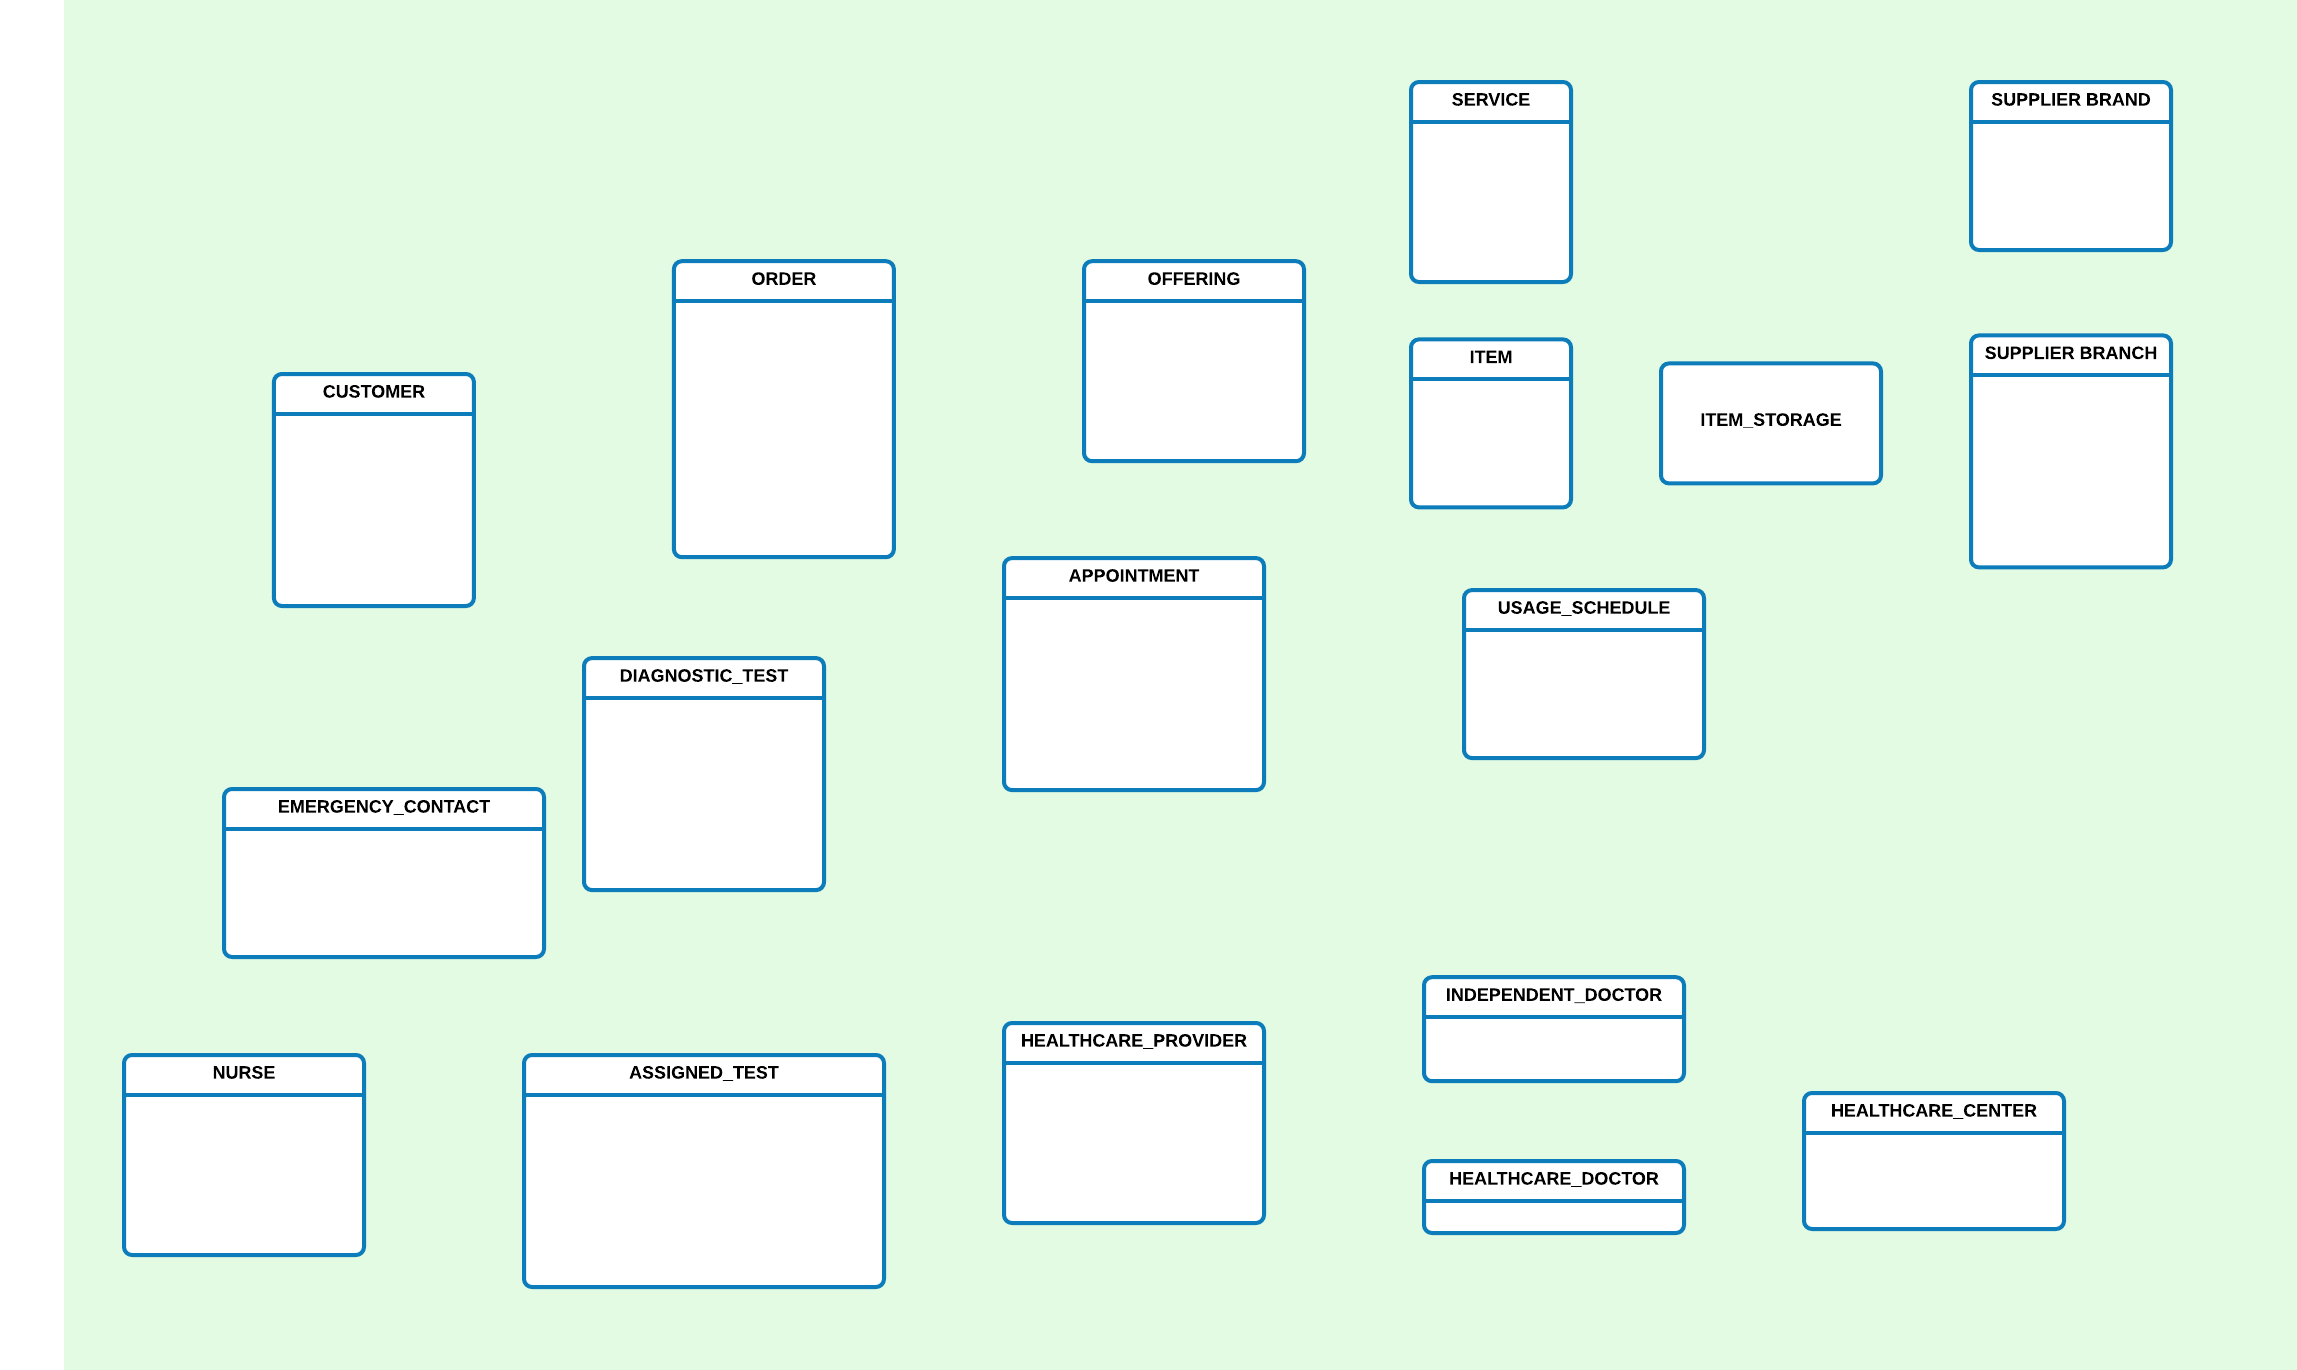 SERVICE
SUPPLIER BRAND
ORDER
OFFERING
ITEM
SUPPLIER BRANCH
CUSTOMER
ITEM_STORAGE
APPOINTMENT
USAGE_SCHEDULE
DIAGNOSTIC_TEST
EMERGENCY_CONTACT
INDEPENDENT_DOCTOR
HEALTHCARE_PROVIDER
NURSE
ASSIGNED_TEST
HEALTHCARE_CENTER
HEALTHCARE_DOCTOR